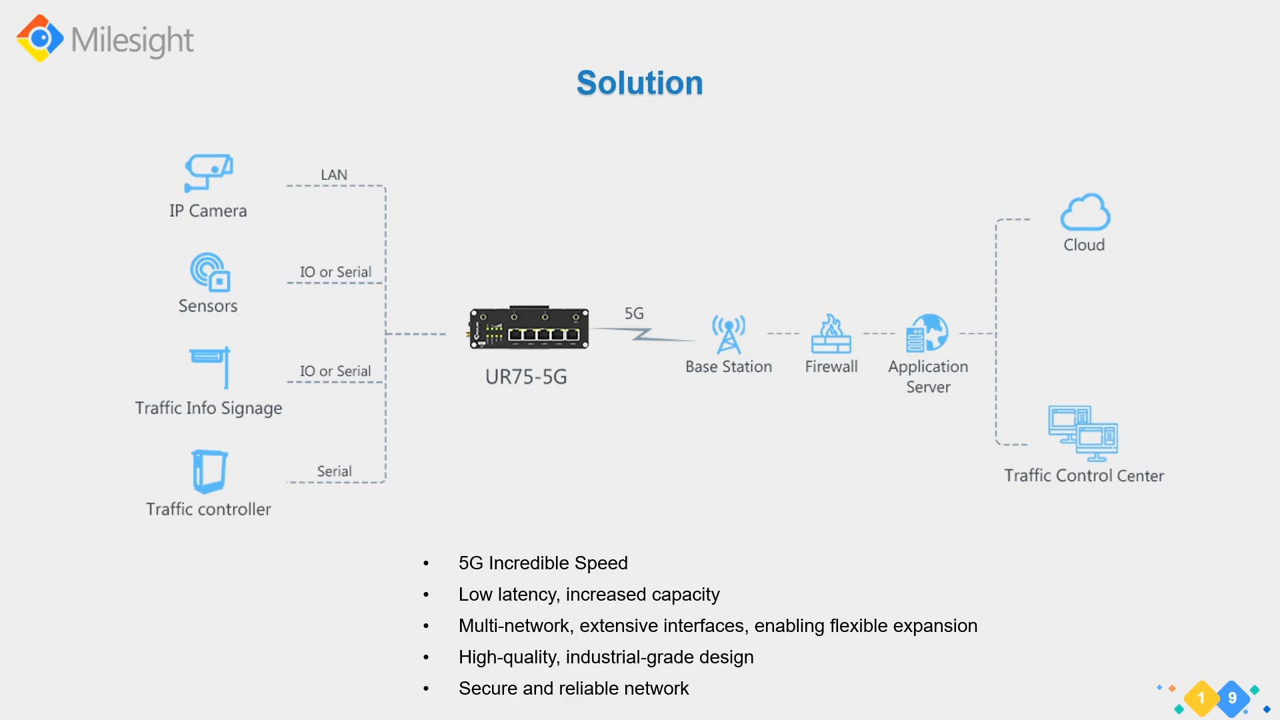 Milesight
Solution
LAN
IP Camera
IO or Serial
Sensors
IO or Serial
Traffic Info Signage
Serial
Traffic controller
UR75-5G
5G
Base Station
Firewall
Application
Server
Cloud
Traffic Control Center
• 5G Incredible Speed
• Low latency, increased capacity
• Multi-network, extensive interfaces, enabling flexible expansion
• High-quality, industrial-grade design
• Secure and reliable network
1 9